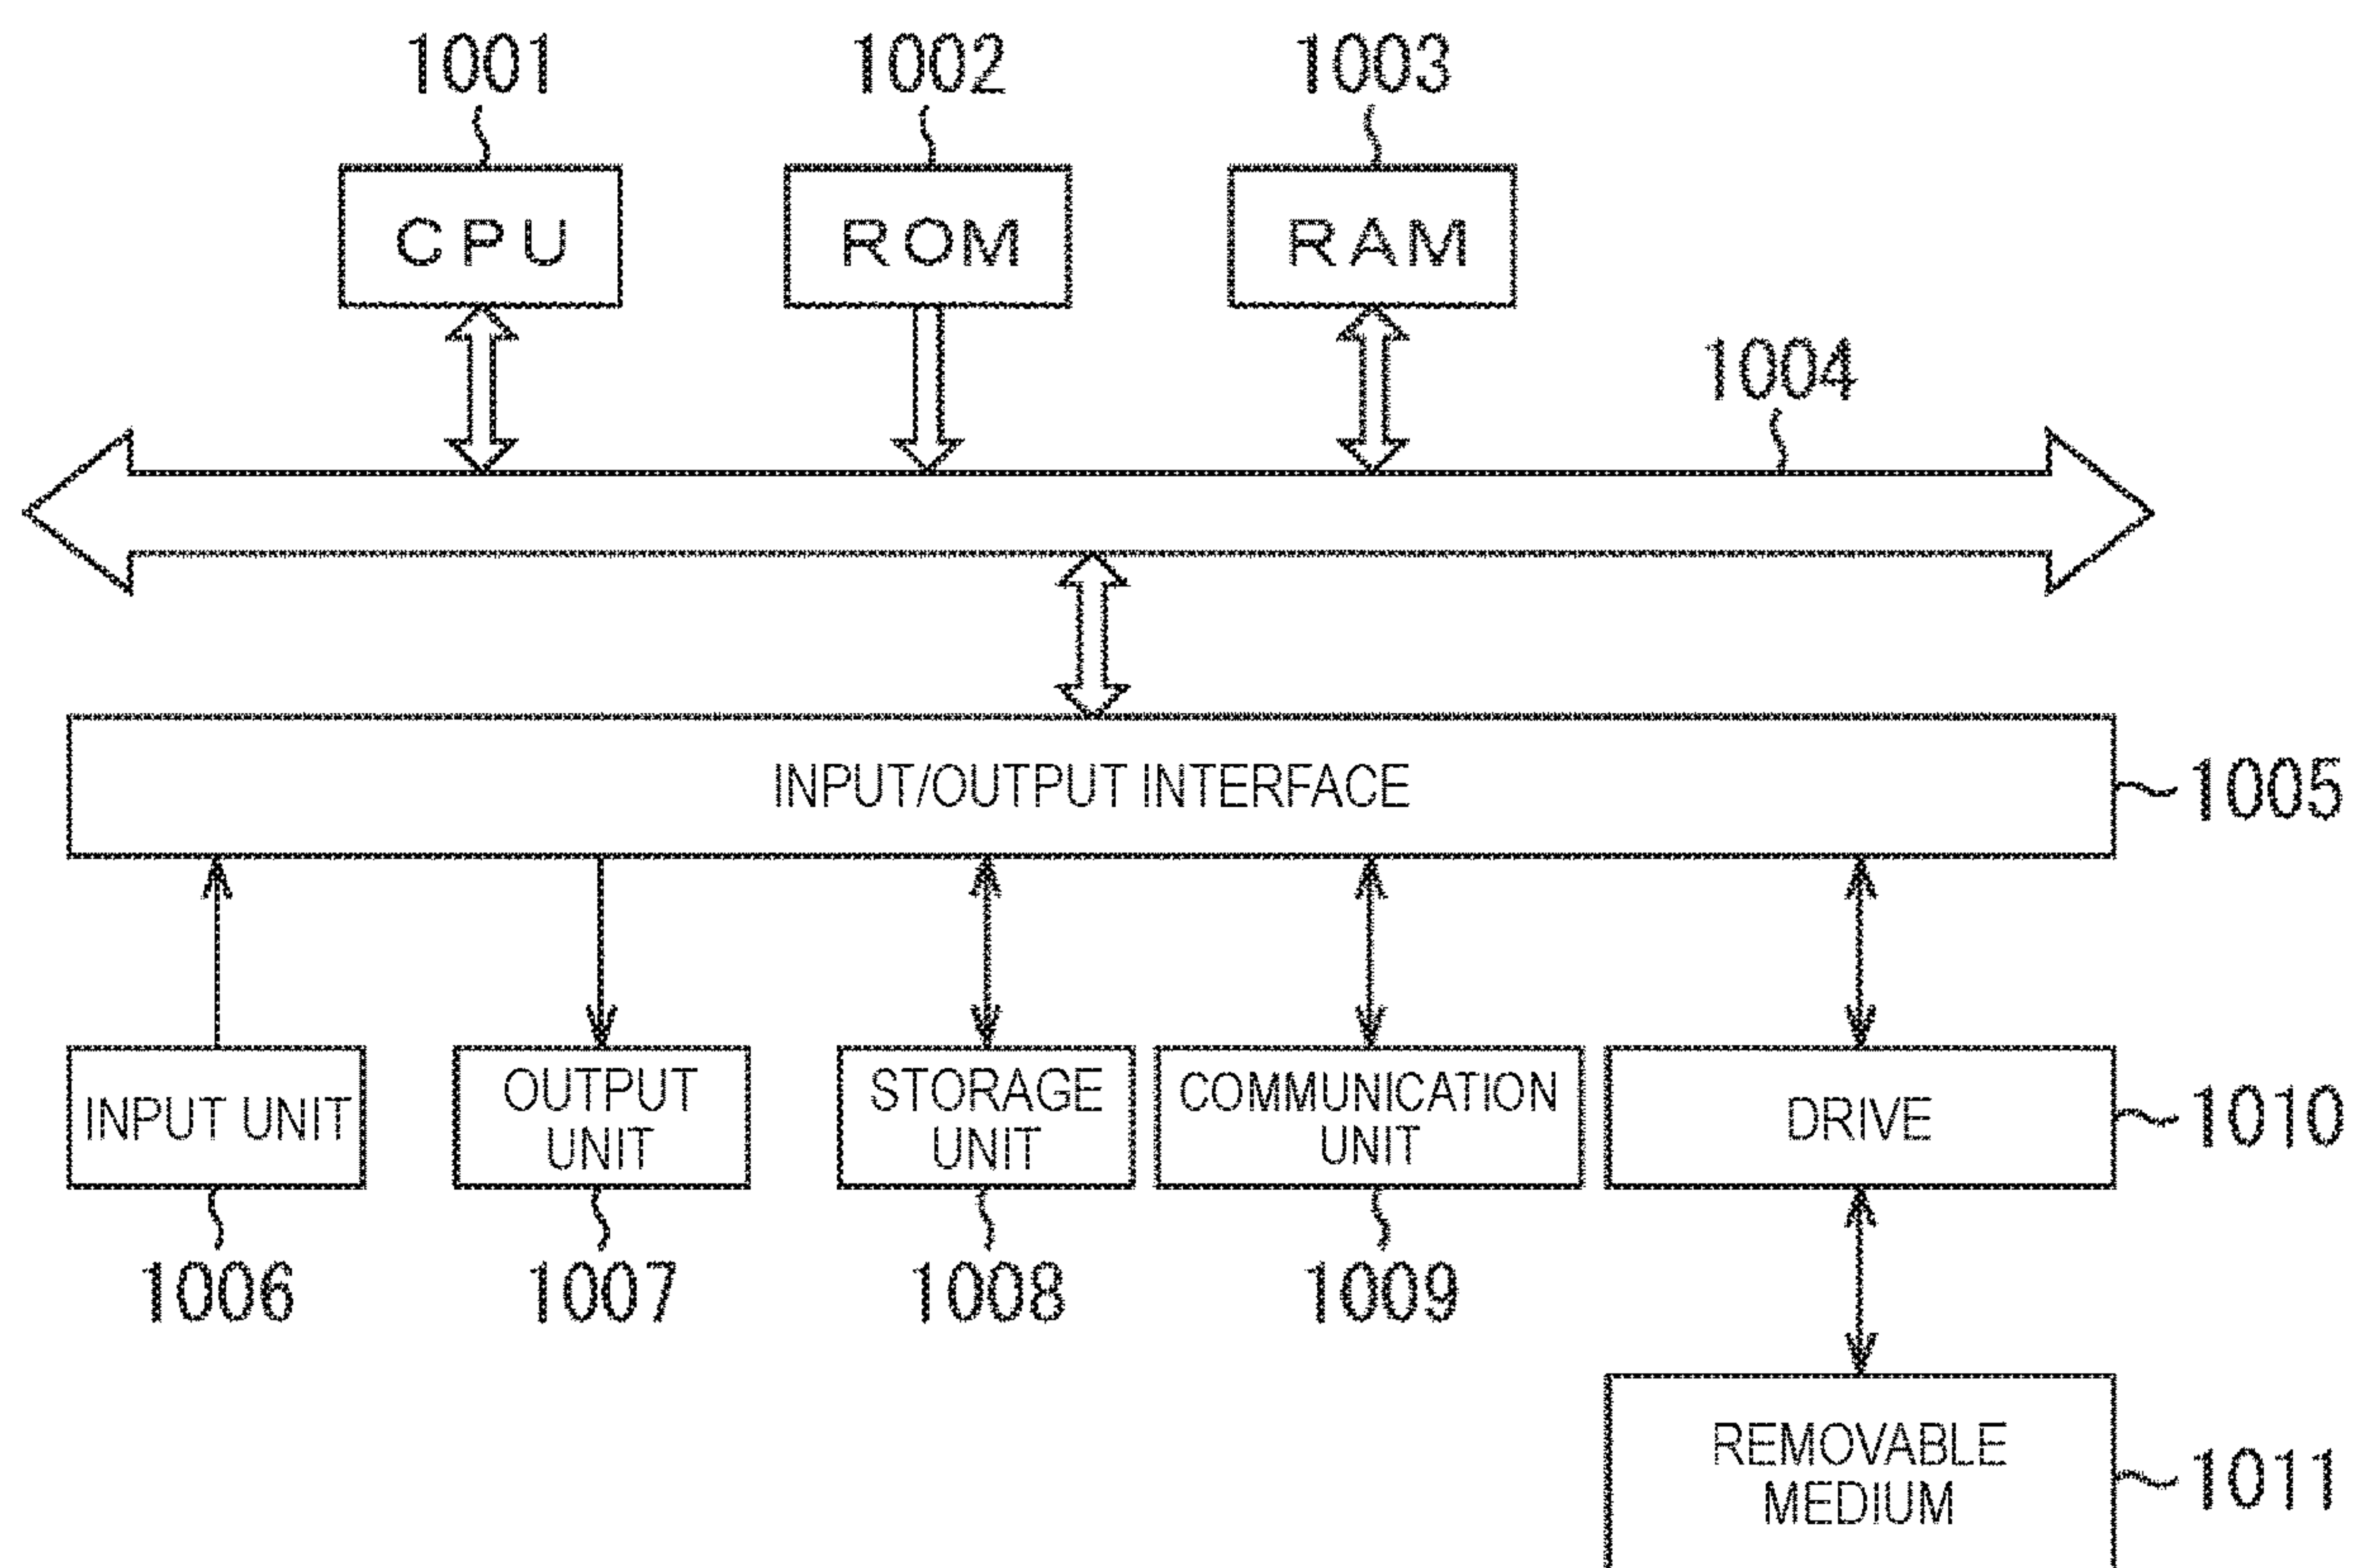 1001
1002
1003
CPU
ROM
RAM
1004
INPUT/OUTPUT INTERFACE
1005
INPUT UNIT
OUTPUT
UNIT
STORAGE
UNIT
COMMUNICATION
UNIT
DRIVE
1010
1006
1007
1008
1009
REMOVABLE
MEDIUM
1011